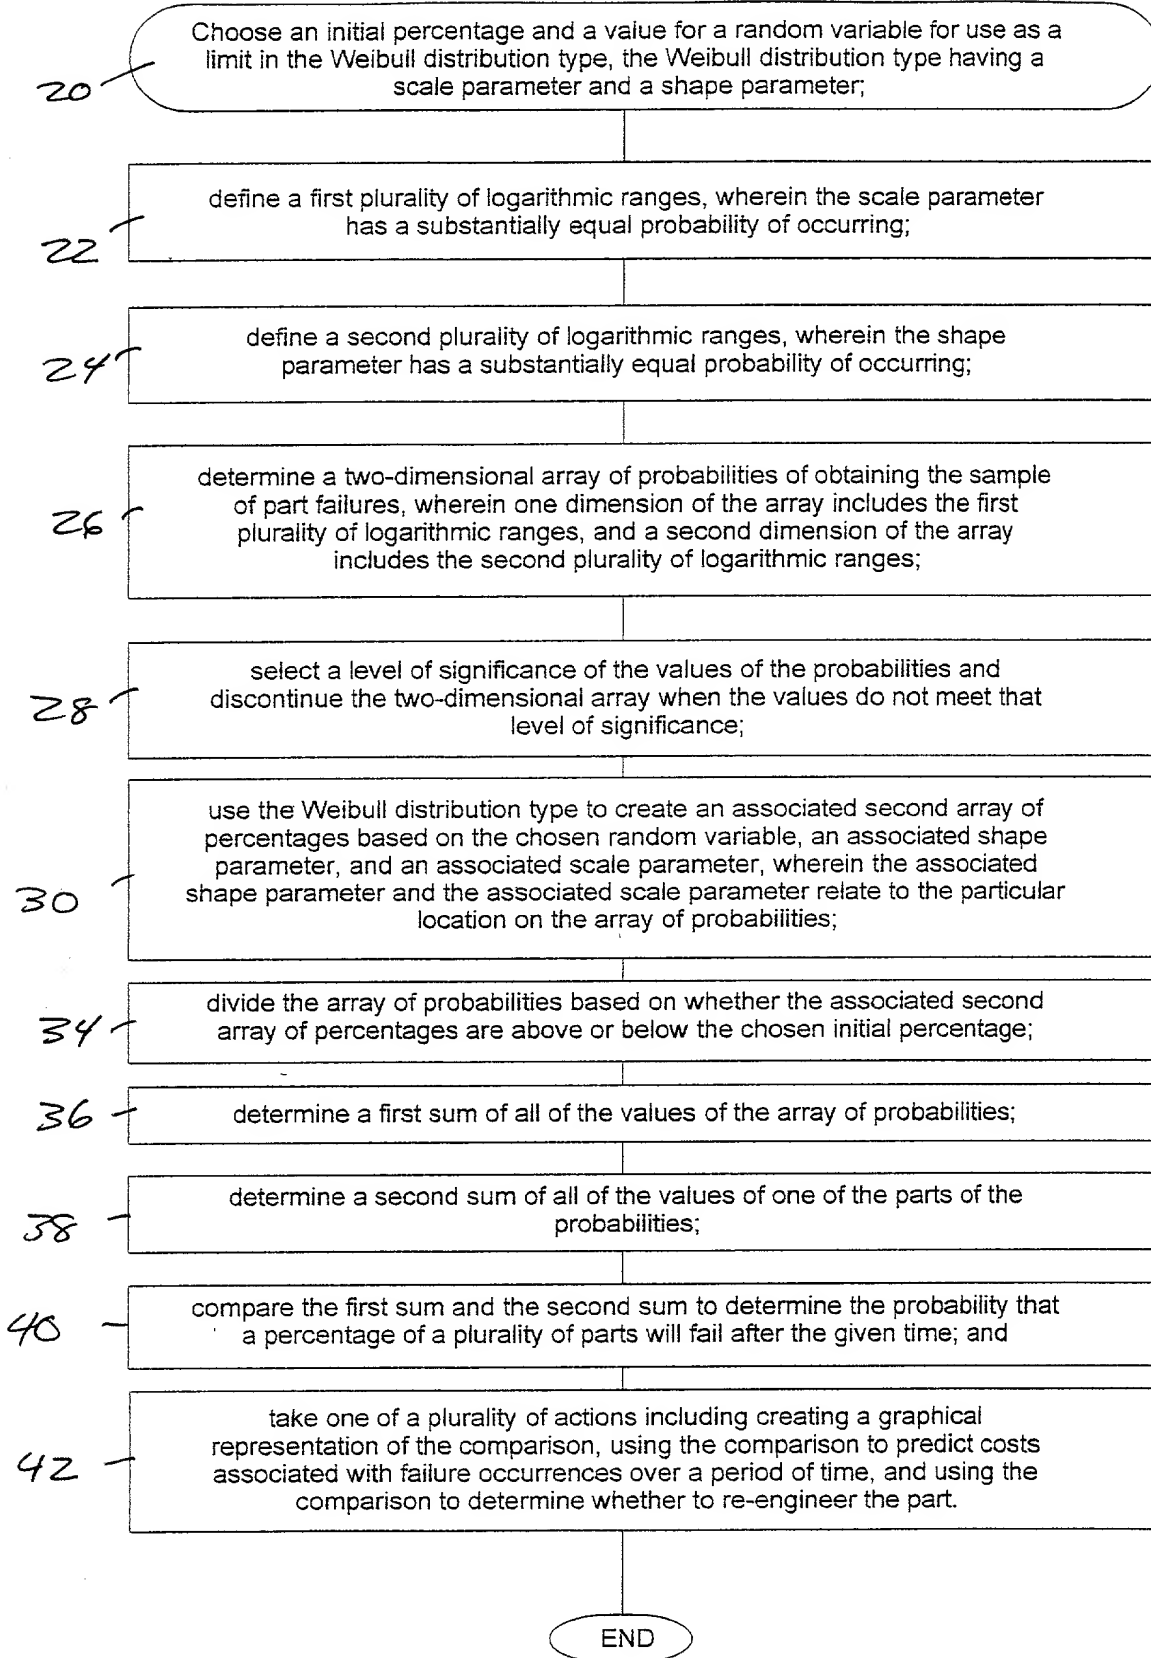 Choose an initial percentage and a value for a random variable for use as a
limit in the Weibull distribution type, the Weibull distribution type having a
scale parameter and a shape parameter;
20
define a first plurality of logarithmic ranges, wherein the scale parameter
has a substantially equal probability of occurring;
22
define a second plurality of logarithmic ranges, wherein the shape
parameter has a substantially equal probability of occurring;
24
determine a two-dimensional array of probabilities of obtaining the sample
of part failures, wherein one dimension of the array includes the first
plurality of logarithmic ranges, and a second dimension of the array
includes the second plurality of logarithmic ranges;
26
select a level of significance of the values of the probabilities and
discontinue the two-dimensional array when the values do not meet that
level of significance;
28
use the Weibull distribution type to create an associated second array of
percentages based on the chosen random variable, an associated shape
parameter, and an associated scale parameter, wherein the associated
shape parameter and the associated scale parameter relate to the particular
location on the array of probabilities;
30
divide the array of probabilities based on whether the associated second
array of percentages are above or below the chosen initial percentage;
34
determine a first sum of all of the values of the array of probabilities;
36
determine a second sum of all of the values of one of the parts of the
probabilities;
38
compare the first sum and the second sum to determine the probability that
a percentage of a plurality of parts will fail after the given time; and
40
take one of a plurality of actions including creating a graphical
representation of the comparison, using the comparison to predict costs
associated with failure occurrences over a period of time, and using the
comparison to determine whether to re-engineer the part.
42
END